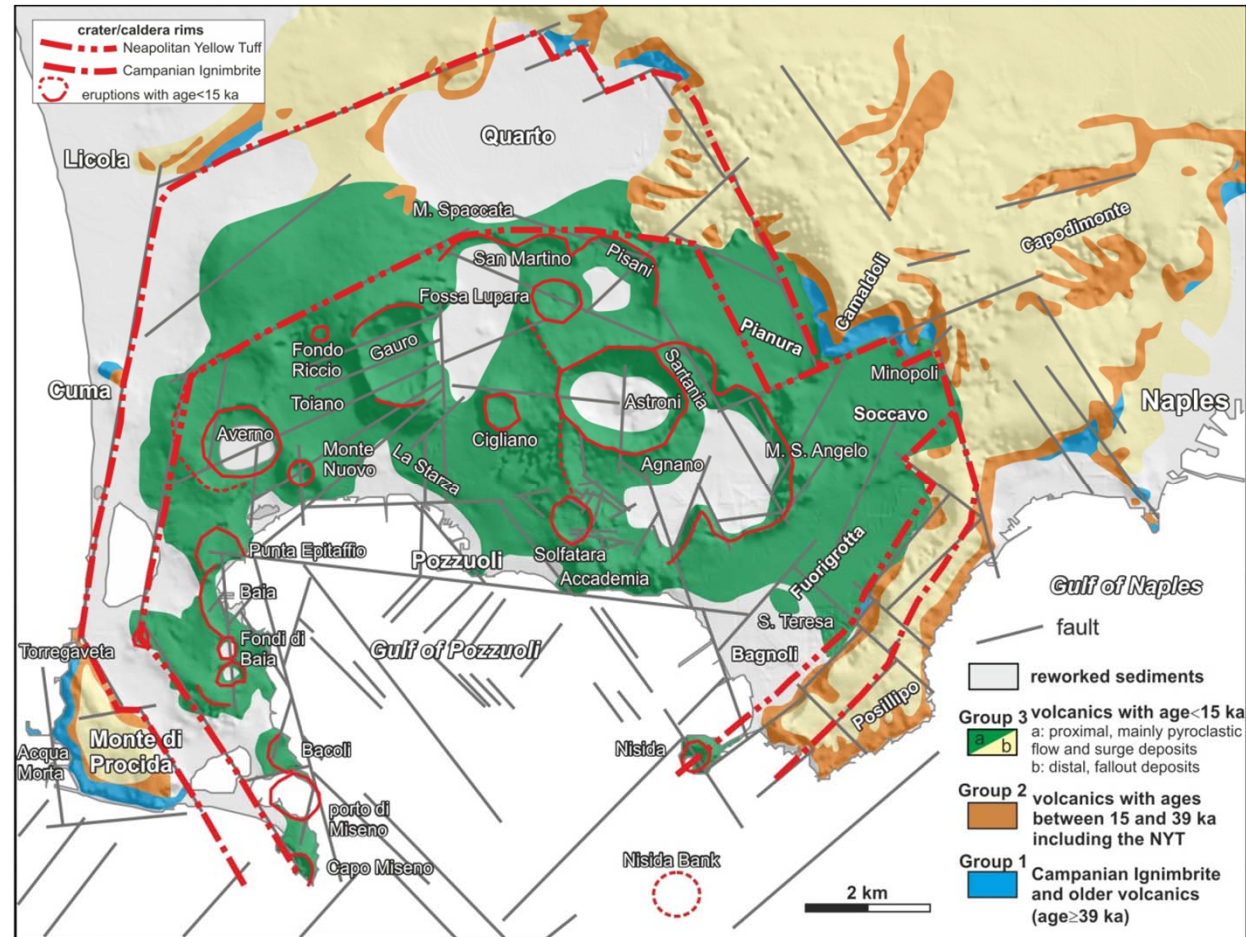 crater/caldera rims
Neapolitan Yellow Tuff
Campanian Ignimbrite
eruptions with age<15 ka
Quarto
Licola
M. Spaccata
Capodimonte
San Martino
Pisani
Fossa Lupara
Camaldoli
Pianura
Fondo
Riccio
Gauro
Minopoli
Sartania
Cuma
Toiano
Astroni
Naples
Soccavo
Averno
Cigliano
Monte
Nuovo
M. S. Angelo
La Starza
Agnano
Punta Epitaffio
Pozzuoli
Solfatara
Accademia
Fuorigrotta
Gulf of Naples
Baia
S. Teresa
fault
Fondi di
Baia
Gulf of Pozzuoli
Torregaveta
Bagnoli
reworked sediments
Posillipo
Group 3
volcanics with age<15 ka
a
b
a: proximal, mainly pyroclastic
flow and surge deposits
b: distal, fallout deposits
Monte di
Procida
Acqua
Morta
Bacoli
Nisida
Group 2
volcanics with ages
between 15 and 39 ka
including the NYT
porto di
Miseno
Capo Miseno
Nisida Bank
Group 1
Campanian Ignimbrite
and older volcanics
(age≥39 ka)
2 km